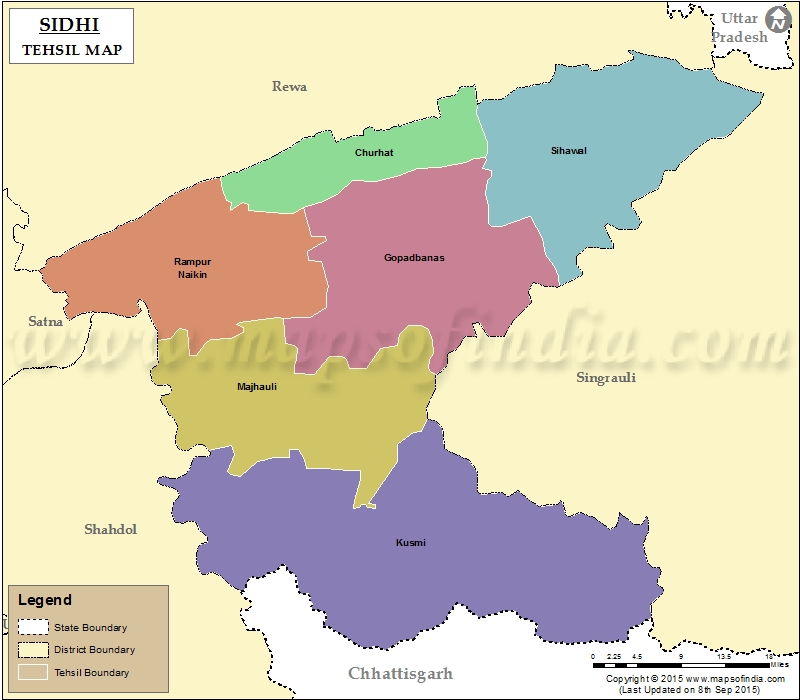 SIDHI
TEHSIL MAP
Uttar
Pradesh
N
Rewa
Churhat
Sihawal
Rampur
Naikin
Gopadbanas
Satna
www.mapsofindia.com
Singrauli
Majhauli
Shahdol
Kusmi
Legend
State Boundary
District Boundary
Tehsil Boundary
Chhattisgarh
0 2.25 4.5 9 13.5 18
Miles
Copyright © 2015 www.mapsofindia.com
(Last Updated on 8th Sep 2015)